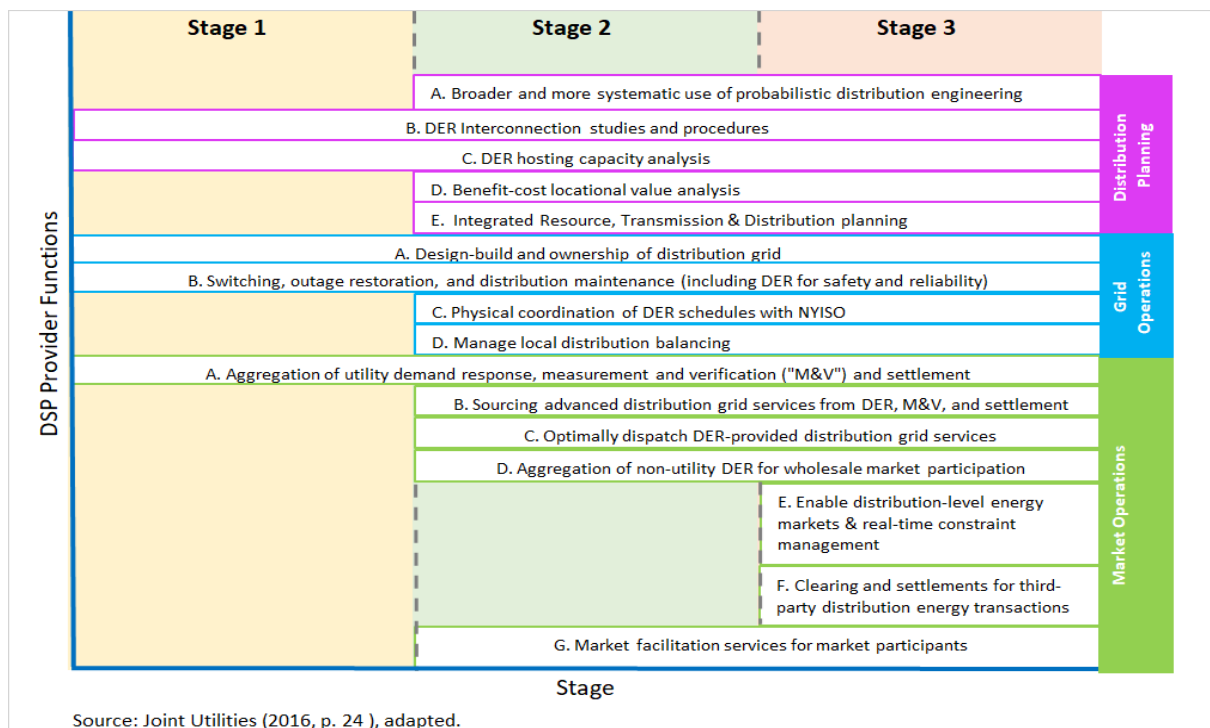 Stage 1
Stage 2
Stage 3
A. Broader and more systematic use of probabilistic distribution engineering
B. DER Interconnection studies and procedures
C. DER hosting capacity analysis
D. Benefit-cost locational value analysis
E. Integrated Resource, Transmission & Distribution planning
Distribution
Planning
A. Design-build and ownership of distribution grid
B. Switching, outage restoration, and distribution maintenance (including DER for safety and reliability)
C. Physical coordination of DER schedules with NYISO
D. Manage local distribution balancing
Grid
Operations
A. Aggregation of utility demand response, measurement and verification ("M&V") and settlement
B. Sourcing advanced distribution grid services from DER, M&V, and settlement
C. Optimally dispatch DER-provided distribution grid services
D. Aggregation of non-utility DER for wholesale market participation
E. Enable distribution-level energy
markets & real-time constraint
management
F. Clearing and settlements for third-
party distribution energy transactions
G. Market facilitation services for market participants
Market Operations
DSP Provider Functions
Stage
Source: Joint Utilities (2016, p. 24 ), adapted.